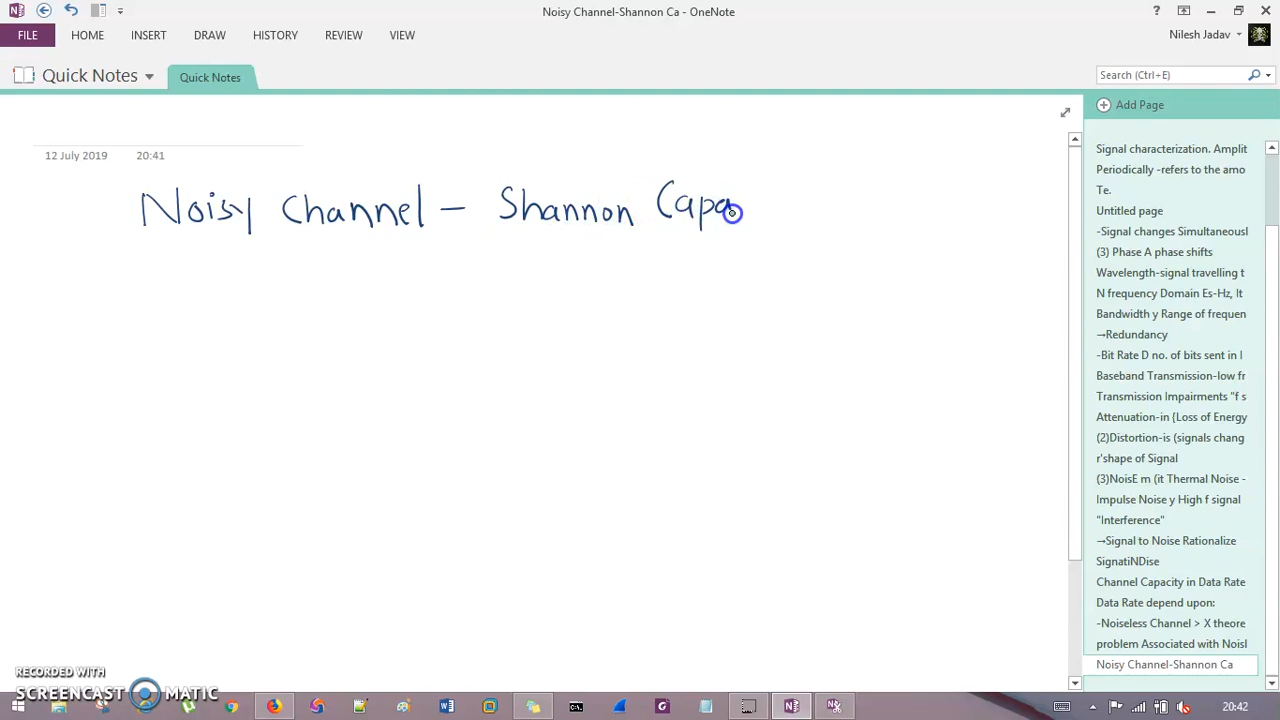 Noisy Channel-Shannon Ca - OneNote
FILE HOME INSERT DRAW HISTORY REVIEW VIEW
Nilesh Jadav
Quick Notes
Quick Notes
Search (Ctrl+E)
Add Page
12 July 2019 20:41
Noisy Channel - Shannon Capa
Signal characterization. Amplit
Periodically -refers to the amo
Te.
Untitled page
-Signal changes Simultaneousl
(3) Phase A phase shifts
Wavelength-signal travelling t
N frequency Domain Es-Hz, It
Bandwidth y Range of frequen
→Redundancy
-Bit Rate D no. of bits sent in l
Baseband Transmission-low fr
Transmission Impairments "f s
Attenuation-in {Loss of Energy
(2)Distortion-is (signals chang
r'shape of Signal
(3)NoisE m (it Thermal Noise -
Impulse Noise y High f signal
"Interference"
→Signal to Noise Rationalize
SignatiNDise
Channel Capacity in Data Rate
Data Rate depend upon:
-Noiseless Channel > X theore
problem Associated with Noisl
Noisy Channel-Shannon Ca
RECORDED WITH
SCREENCAST MATIC
20:42